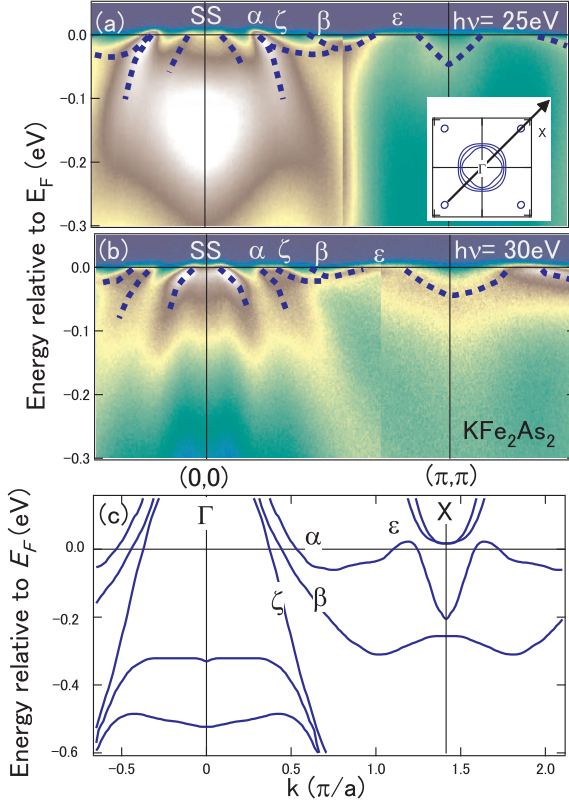 (a) SS α ζ β ε hν= 25eV
0.0
-0.1
-0.2
-0.3
X
Γ
(b) SS α ζ β ε hν= 30eV
0.0
-0.1
-0.2
-0.3
KFe₂As₂
Energy relative to E_F (eV)
(0,0) (π,π)
(c) Γ X
α ε
ζ β
0.0
-0.2
-0.4
-0.6
Energy relative to E_F (eV)
-0.5 0 0.5 1.0 1.5 2.0
k (π/a)